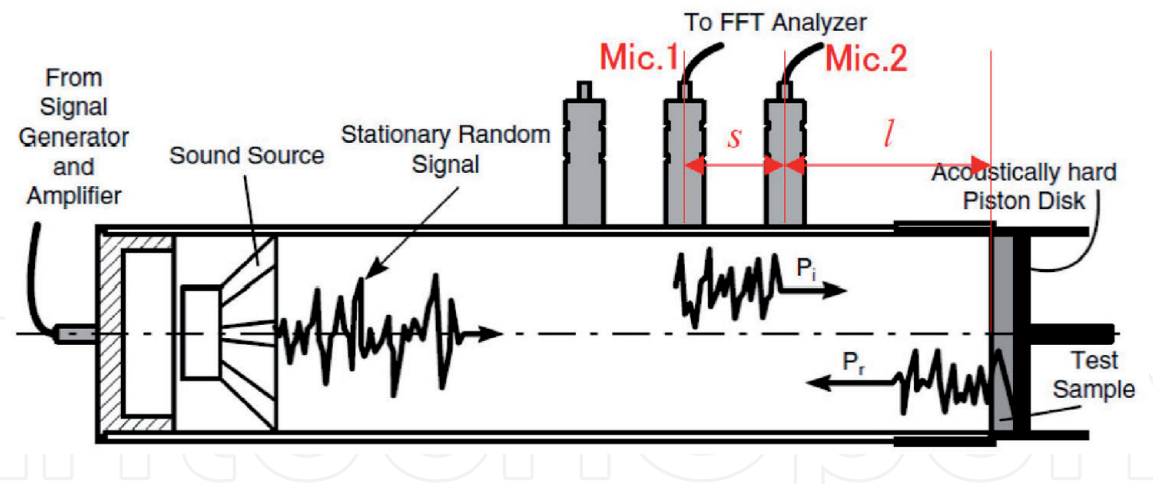 To FFT Analyzer
Mic.1
Mic.2
From
Signal
Generator
and
Amplifier
Sound Source
Stationary Random
Signal
s
l
Acoustically hard
Piston Disk
Pi
Pr
Test
Sample